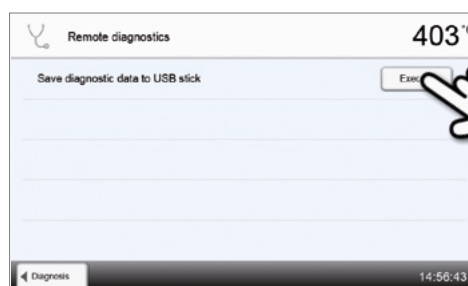 Remote diagnostics
403 °C
Save diagnostic data to USB stick
Diagnosis
14:56:43